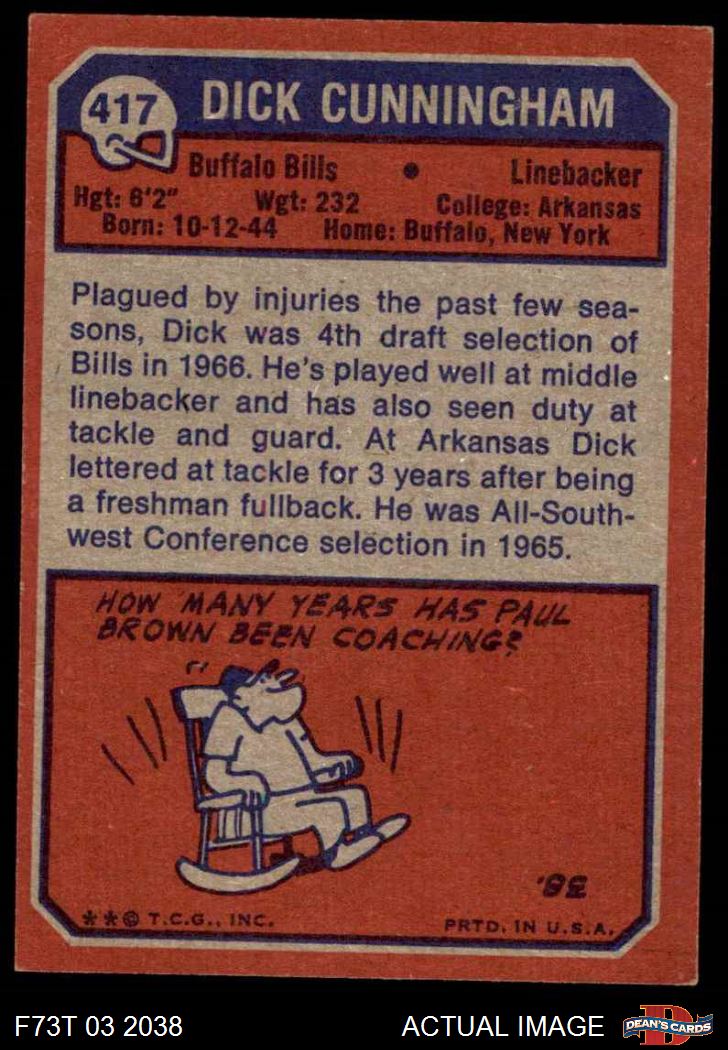 417
DICK CUNNINGHAM
Buffalo Bills • Linebacker
Hgt: 6'2" Wgt: 232 College: Arkansas
Born: 10-12-44 Home: Buffalo, New York
Plagued by injuries the past few sea-
sons, Dick was 4th draft selection of
Bills in 1966. He's played well at middle
linebacker and has also seen duty at
tackle and guard. At Arkansas Dick
lettered at tackle for 3 years after being
a freshman fullback. He was All-South-
west Conference selection in 1965.
HOW MANY YEARS HAS PAUL
BROWN BEEN COACHING?
38.
** © T.C.G., INC. PRTD. IN U.S.A.
F73T 03 2038 ACTUAL IMAGE
D
DEAN'S CARDS